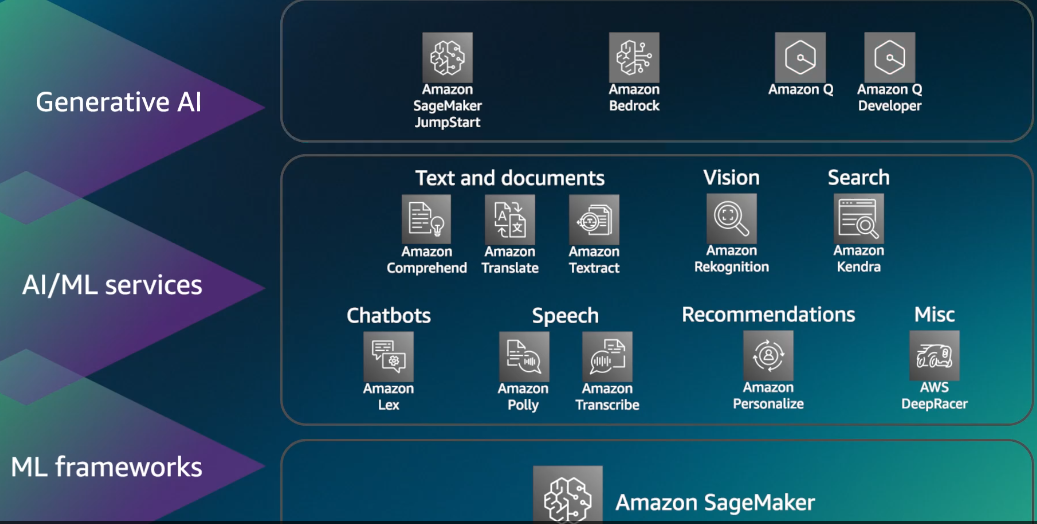 Generative AI
Amazon
SageMaker
JumpStart
Amazon
Bedrock
Amazon Q
Amazon Q
Developer
AI/ML services
Text and documents
Amazon
Comprehend
Amazon
Translate
Amazon
Textract
Vision
Amazon
Rekognition
Search
Amazon
Kendra
Chatbots
Amazon
Lex
Speech
Amazon
Polly
Amazon
Transcribe
Recommendations
Amazon
Personalize
Misc
AWS
DeepRacer
ML frameworks
Amazon SageMaker